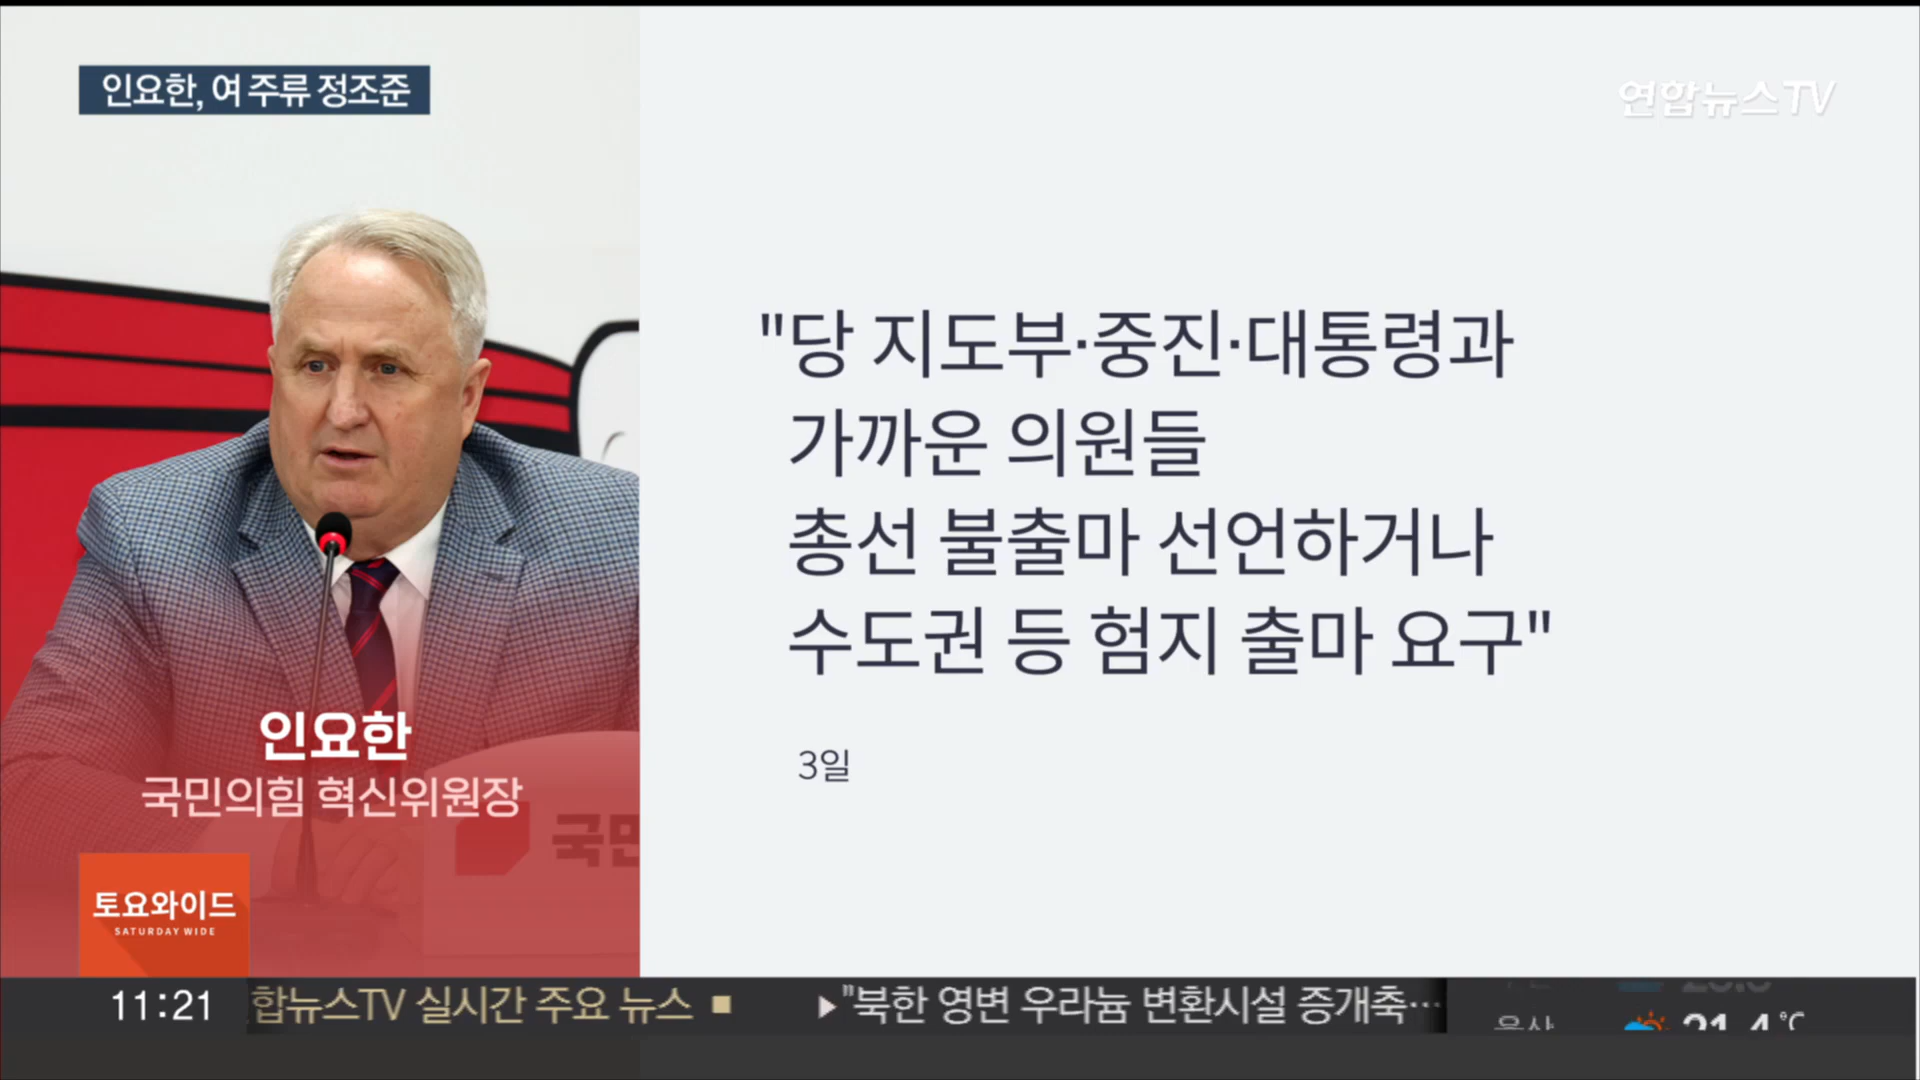 인요한, 여 주류 정조준
연합뉴스TV
"당 지도부·중진·대통령과
가까운 의원들
총선 불출마 선언하거나
수도권 등 험지 출마 요구"
3일
인요한
국민의힘 혁신위원장
국민
토요와이드
SATURDAY WIDE
11:21
합뉴스TV 실시간 주요 뉴스 ■ ▶"북한 영변 우라늄 변환시설 증개축…